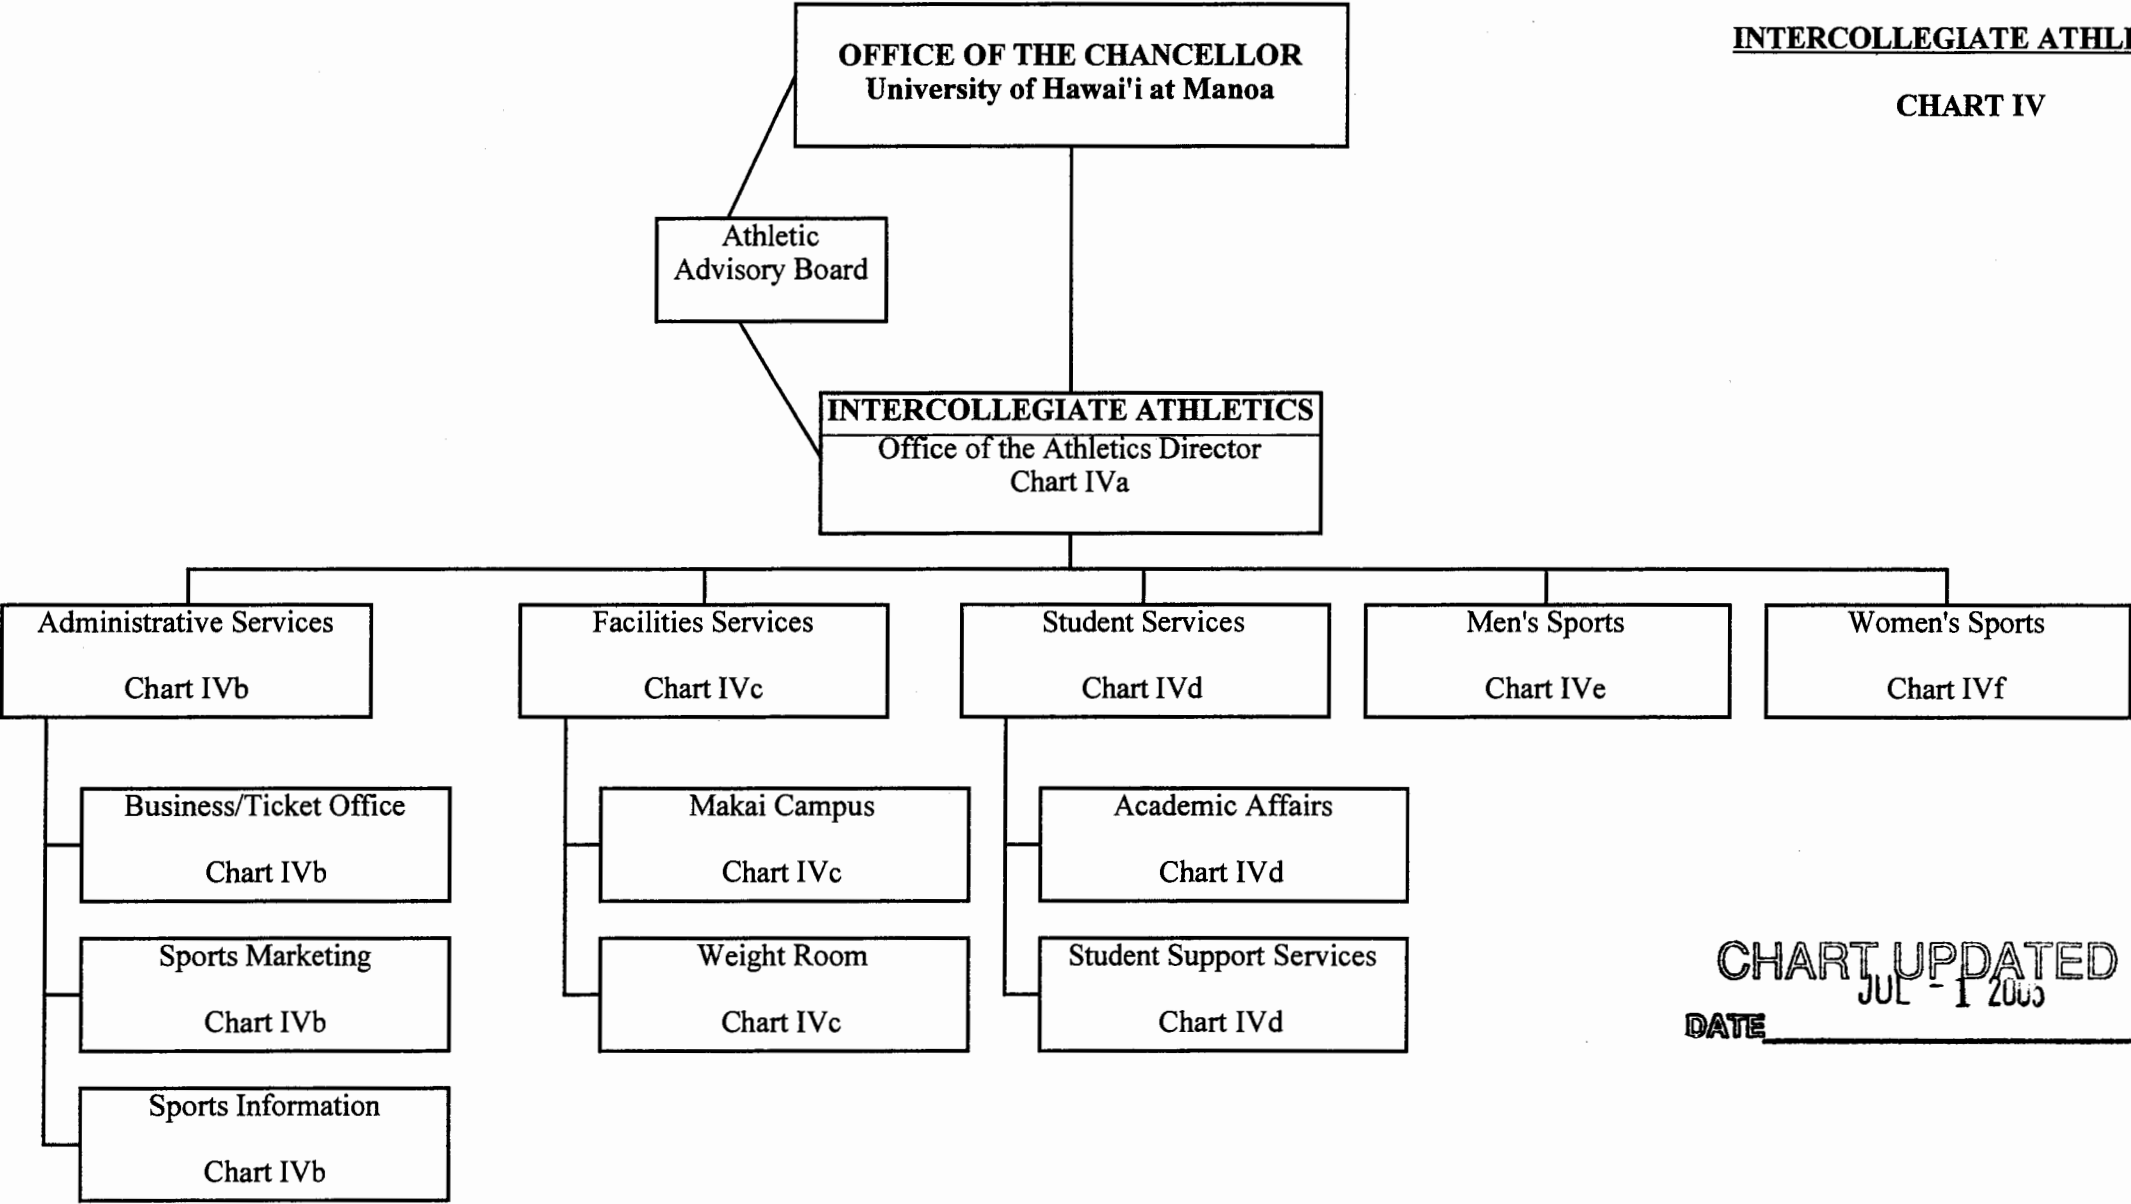 OFFICE OF THE CHANCELLOR
University of Hawai'i at Manoa
INTERCOLLEGIATE ATHL
CHART IV
Athletic
Advisory Board
INTERCOLLEGIATE ATHLETICS
Office of the Athletics Director
Chart IVa
Administrative Services
Chart IVb
Facilities Services
Chart IVc
Student Services
Chart IVd
Men's Sports
Chart IVe
Women's Sports
Chart IVf
Business/Ticket Office
Chart IVb
Makai Campus
Chart IVc
Academic Affairs
Chart IVd
Sports Marketing
Chart IVb
Weight Room
Chart IVc
Student Support Services
Chart IVd
Sports Information
Chart IVb
CHART UPDATED
JUL - 1
DATE